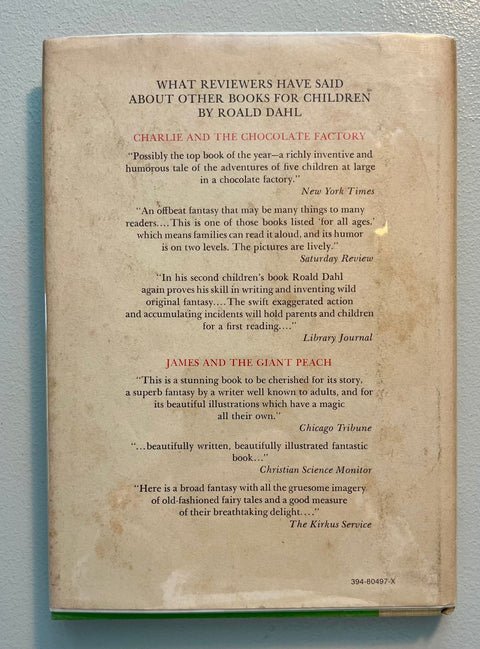 WHAT REVIEWERS HAVE SAID
ABOUT OTHER BOOKS FOR CHILDREN
BY ROALD DAHL
CHARLIE AND THE CHOCOLATE FACTORY
"Possibly the top book of the year—a richly inventive and
humorous tale of the adventures of five children at large
in a chocolate factory."
New York Times
"An offbeat fantasy that may be many things to many
readers....This is one of those books listed 'for all ages,'
which means families can read it aloud, and its humor
is on two levels. The pictures are lively."
Saturday Review
"In his second children's book Roald Dahl
again proves his skill in writing and inventing wild
original fantasy....The swift exaggerated action
and accumulating incidents will hold parents and children
for a first reading...."
Library Journal
JAMES AND THE GIANT PEACH
"This is a stunning book to be cherished for its story,
a superb fantasy by a writer well known to adults, and for
its beautiful illustrations which have a magic
all their own."
Chicago Tribune
"...beautifully written, beautifully illustrated fantastic
book..."
Christian Science Monitor
"Here is a broad fantasy with all the gruesome imagery
of old-fashioned fairy tales and a good measure
of their breathtaking delight...."
The Kirkus Service
394-80497-X